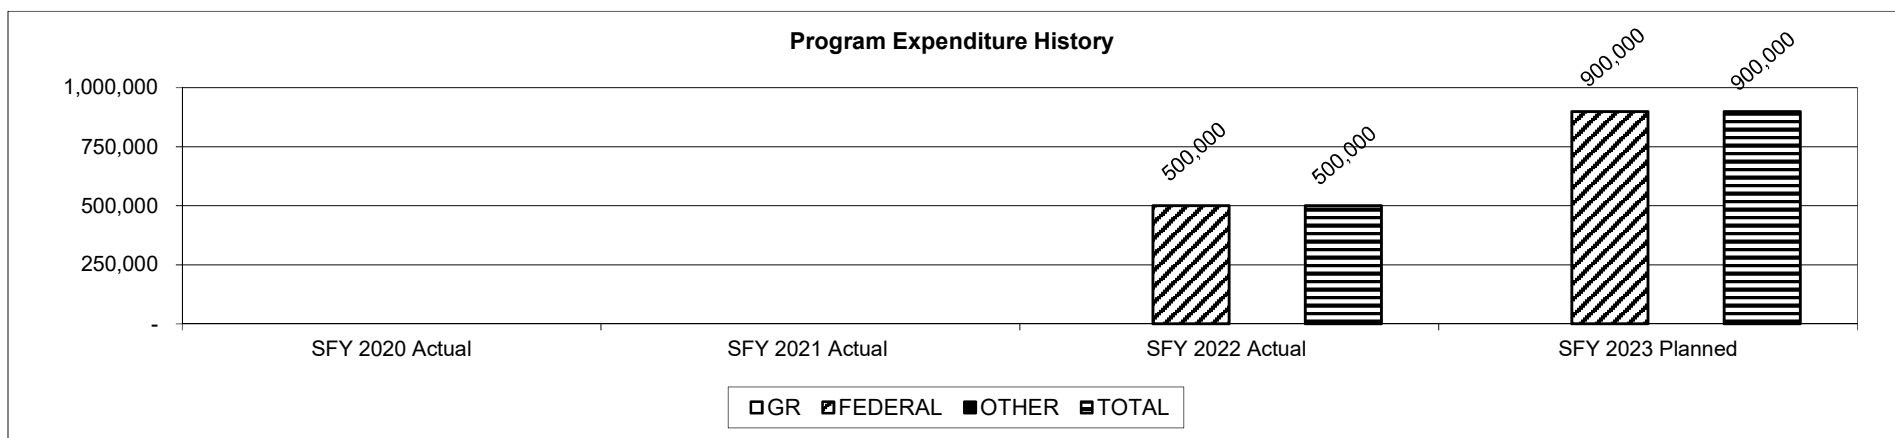 Program Expenditure History
900,000
900,000
1,000,000
500,000
500,000
750,000
500,000
250,000
-
SFY 2020 Actual
SFY 2021 Actual
SFY 2022 Actual
SFY 2023 Planned
GR FEDERAL OTHER TOTAL